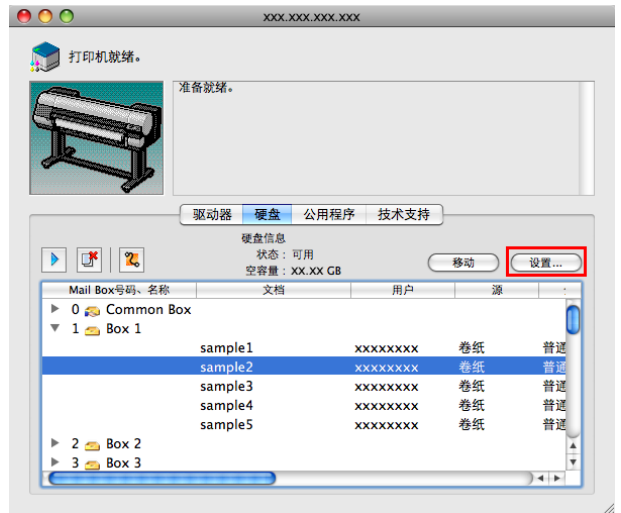 xxx.xxx.xxx.xxx
打印机就绪。
准备就绪。
驱动器 硬盘 公用程序 技术支持
硬盘信息
状态： 可用
空容量： XX.XX GB
移动 设置...
Mail Box号码、名称 文档 用户 源
0 Common Box
1 Box 1
sample1 xxxxxxxx 卷纸 普通
sample2 xxxxxxxx 卷纸 普通
sample3 xxxxxxxx 卷纸 普通
sample4 xxxxxxxx 卷纸 普通
sample5 xxxxxxxx 卷纸 普通
2 Box 2
3 Box 3